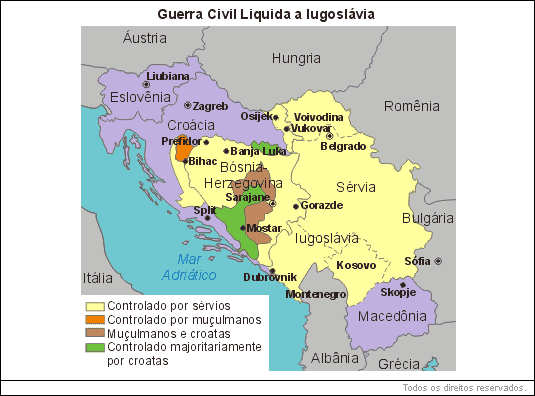 Guerra Civil Liquida a Iugoslávia
Áustria
Hungria
Liubiana
Eslovênia
Zagreb
Romênia
Osijek
Voivodina
Croácia
Vukovar
Prefidor
Belgrado
Banja Luka
Bihac
Bósnia-
Herzegovina
Sérvia
Sarajane
Gorazde
Split
Bulgária
Mostar
Iugoslávia
Mar
Adriático
Sófia
Kosovo
Itália
Dubrovnik
Skopje
Montenegro
Macedônia
Controlado por sérvios
Controlado por muçulmanos
Muçulmanos e croatas
Controlado majoritariamente
por croatas
Albânia
Grécia
Todos os direitos reservados.